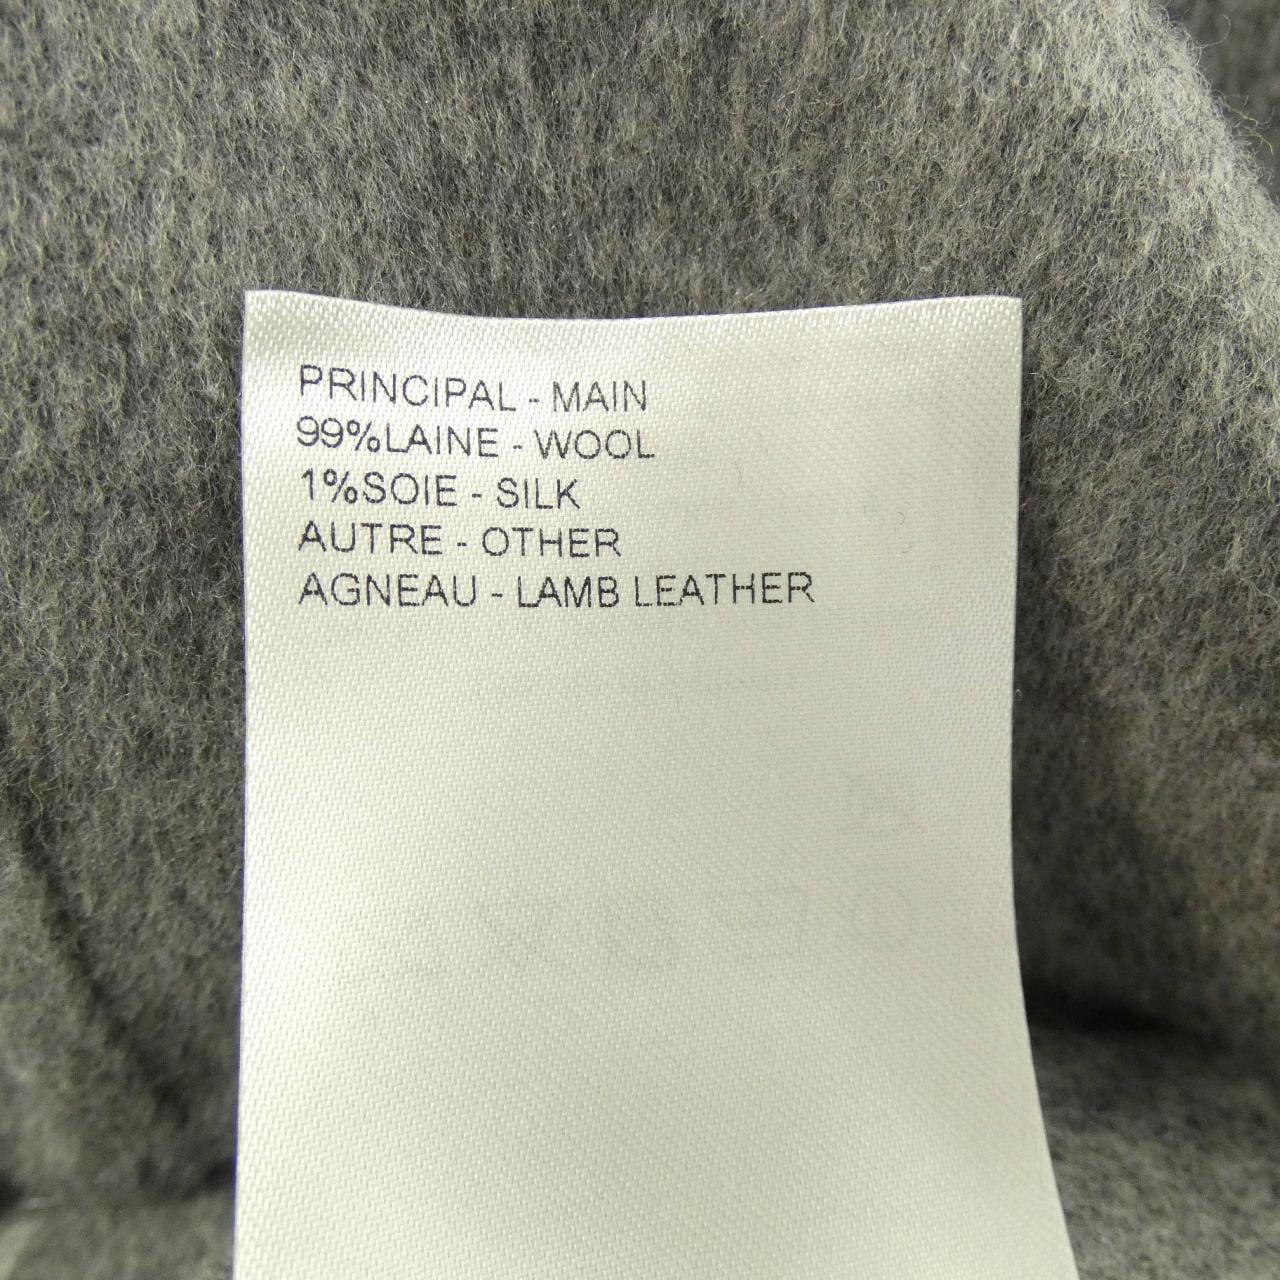 PRINCIPAL - MAIN
99%LAINE - WOOL
1%SOIE - SILK
AUTRE - OTHER
AGNEAU - LAMB LEATHER